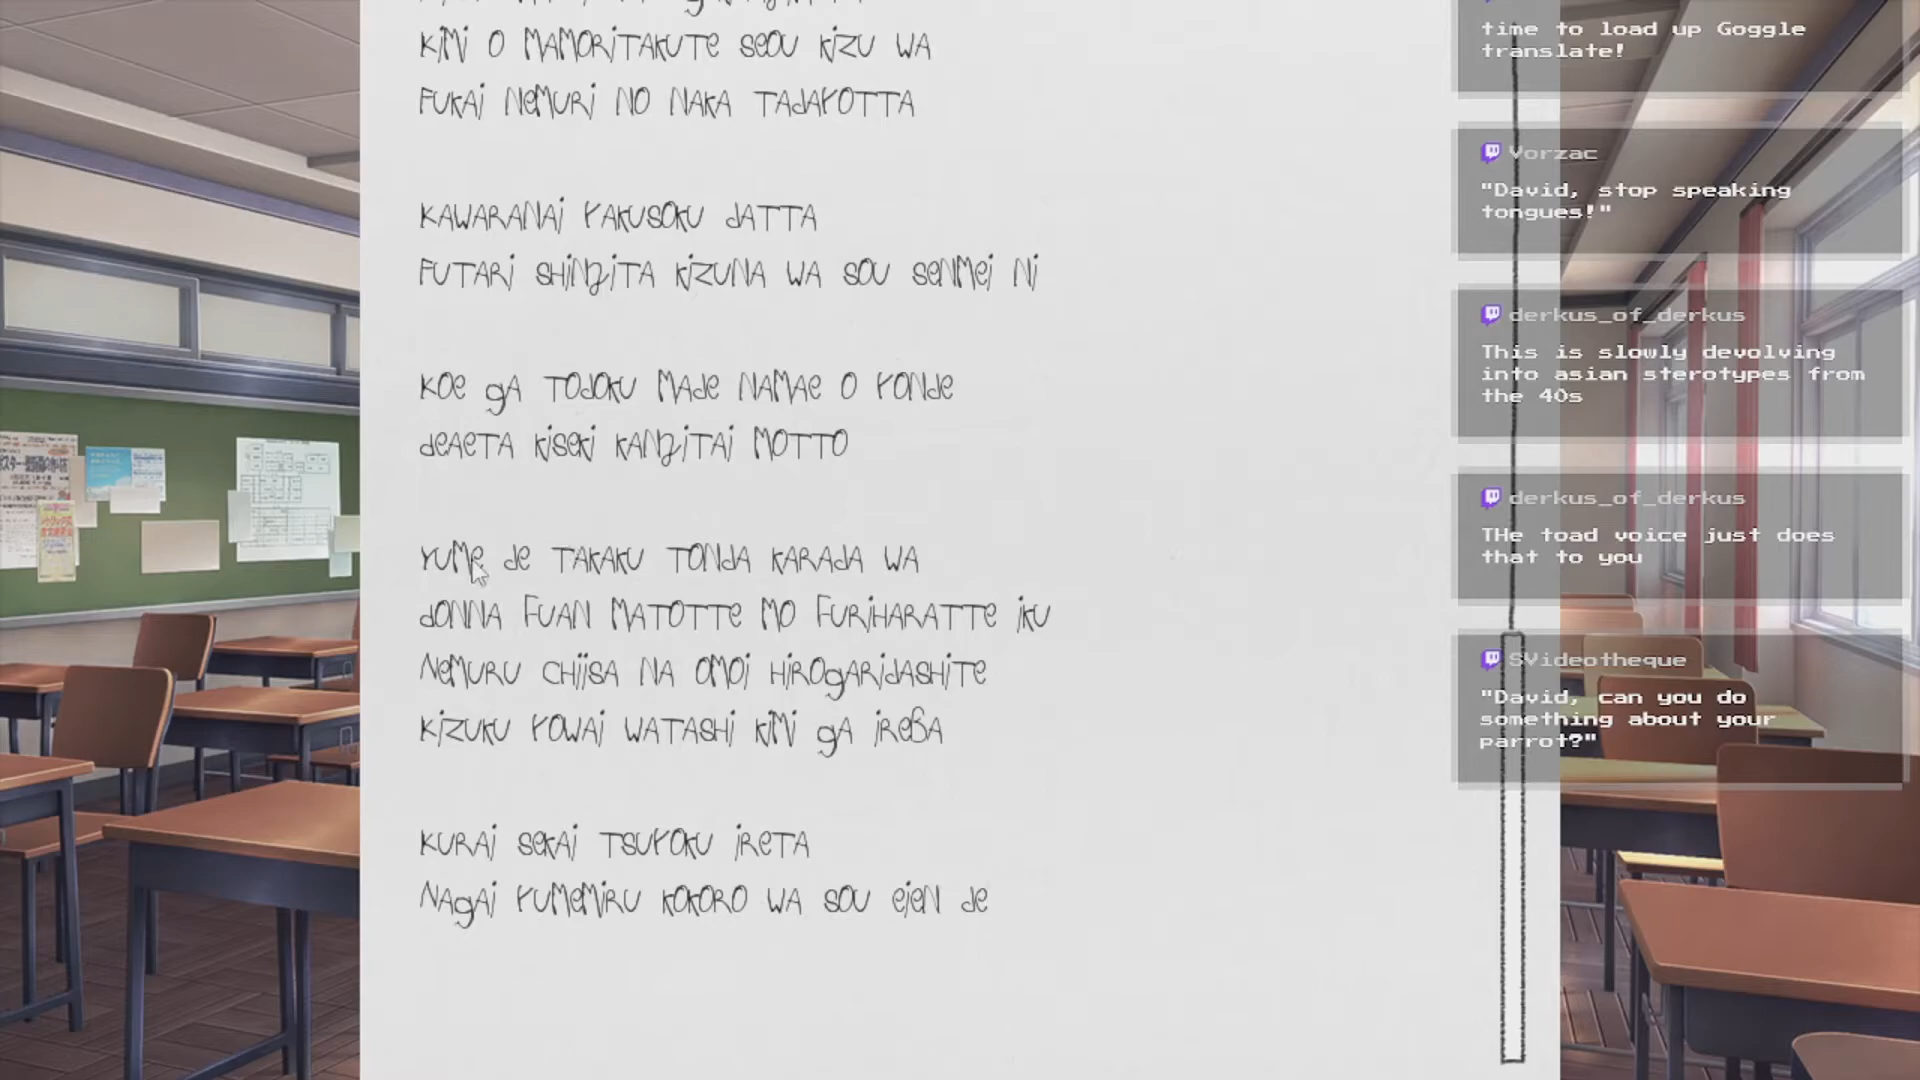 KIMI O MAMORITAKUTE SEOU KIZU WA
FUKAI NEMURI NO NAKA TADAYOTTA
KAWARANAI YAKUSOKU DATTA
FUTARI SHINJITA KIZUNA WA SOU SENMEI NI
KOE GA TODOKU MADE NAMAE O YONDE
DEAETA KISEKI KANJITAI MOTTO
YUME DE TAKAKU TONDA KARADA WA
DONNA FUAN MATOTTE MO FURIHARATTE IKU
NEMURU CHIISA NA OMOI HIROGARIDASHITE
KIZUKU YOWAI WATASHI KIMI GA IREBA
KURAI SEKAI TSUYOKU IRETA
NAGAI YUMEMIRU KOKORO WA SOU EIEN DE
time to load up Goggle
translate!
Vorzac
"David, stop speaking
tongues!"
derkus_of_derkus
This is slowly devolving
into asian sterotypes from
the 40s
derkus_of_derkus
THe toad voice just does
that to you
SVideotheque
"David, can you do
something about your
parrot?"